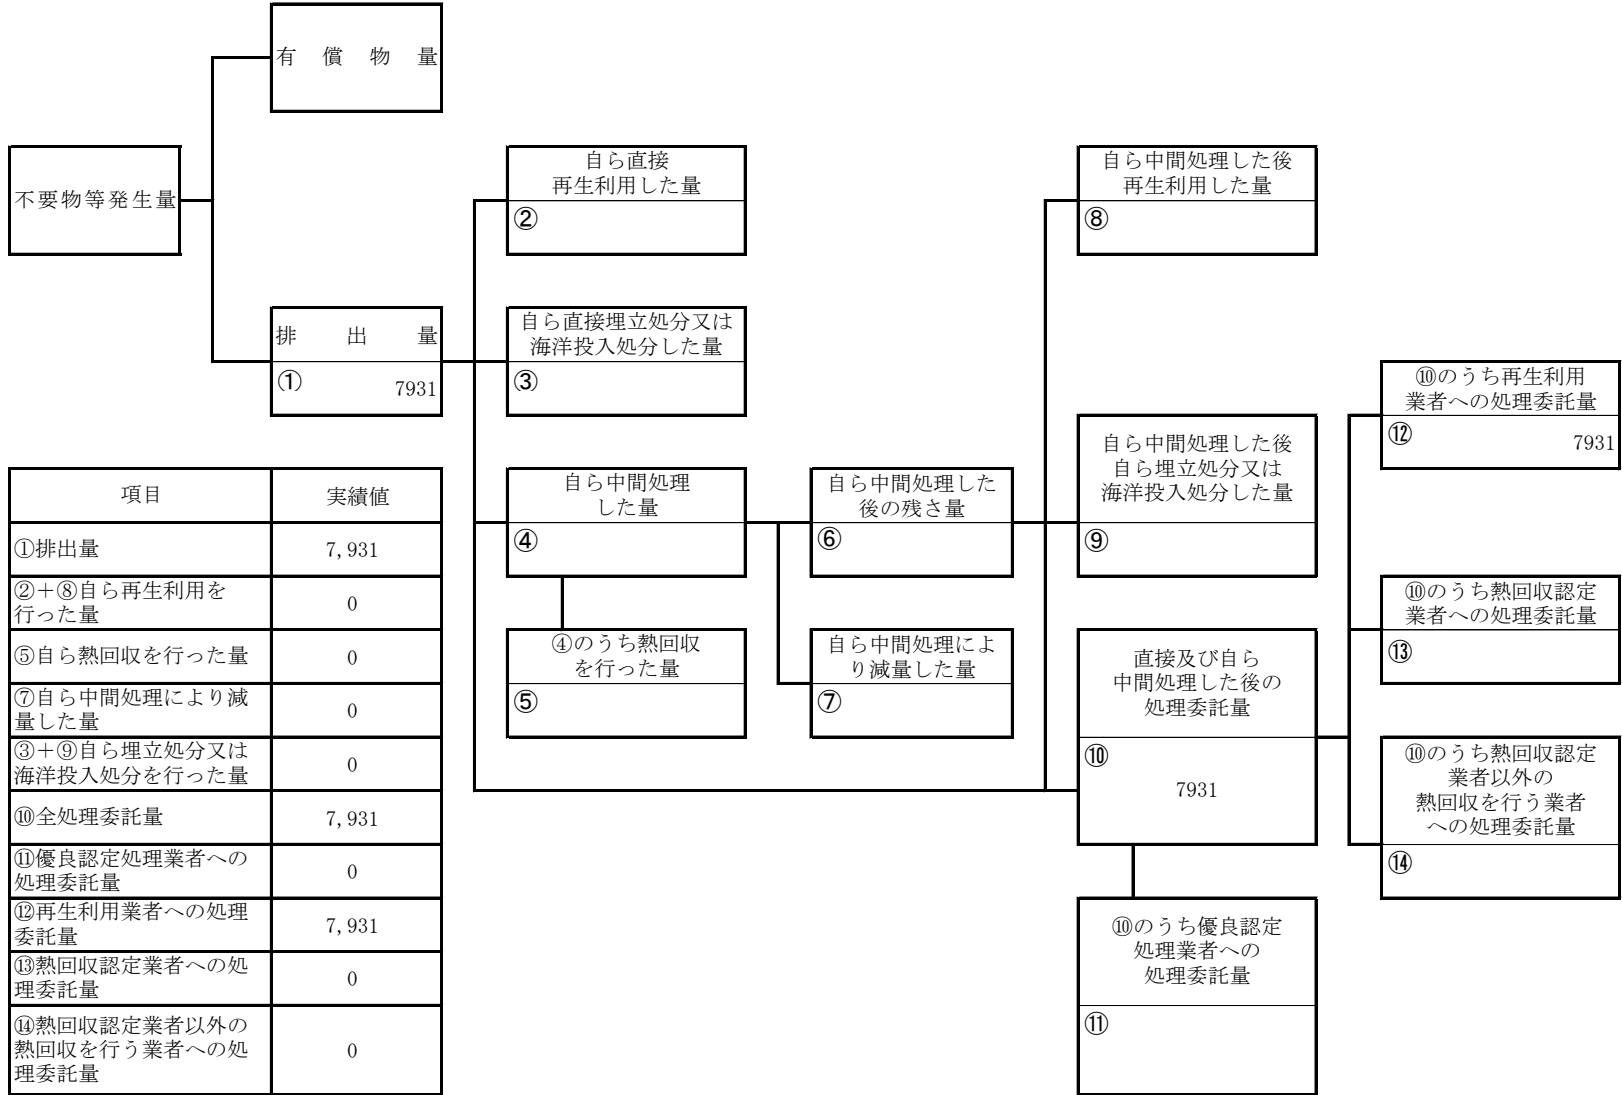 有償物量
不要物等発生量
排出量
① 7931
自ら直接
再生利用した量
②
自ら直接埋立処分又は
海洋投入処分した量
③
自ら中間処理
した量
④
④のうち熱回収
を行った量
⑤
自ら中間処理した
後の残さ量
⑥
自ら中間処理によ
り減量した量
⑦
自ら中間処理した後
再生利用した量
⑧
自ら中間処理した後
自ら埋立処分又は
海洋投入処分した量
⑨
直接及び自ら
中間処理した後の
処理委託量
⑩
7931
⑩のうち優良認定
処理業者への
処理委託量
⑪
⑩のうち再生利用
業者への処理委託量
⑫ 7931
⑩のうち熱回収認定
業者への処理委託量
⑬
⑩のうち熱回収認定
業者以外の
熱回収を行う業者
への処理委託量
⑭
項目 実績値
①排出量 7,931
②+⑧自ら再生利用を
行った量 0
⑤自ら熱回収を行った量 0
⑦自ら中間処理により減
量した量 0
③+⑨自ら埋立処分又は
海洋投入処分を行った量 0
⑩全処理委託量 7,931
⑪優良認定処理業者への
処理委託量 0
⑫再生利用業者への処理
委託量 7,931
⑬熱回収認定業者への処
理委託量 0
⑭熱回収認定業者以外の
熱回収を行う業者への処
理委託量 0